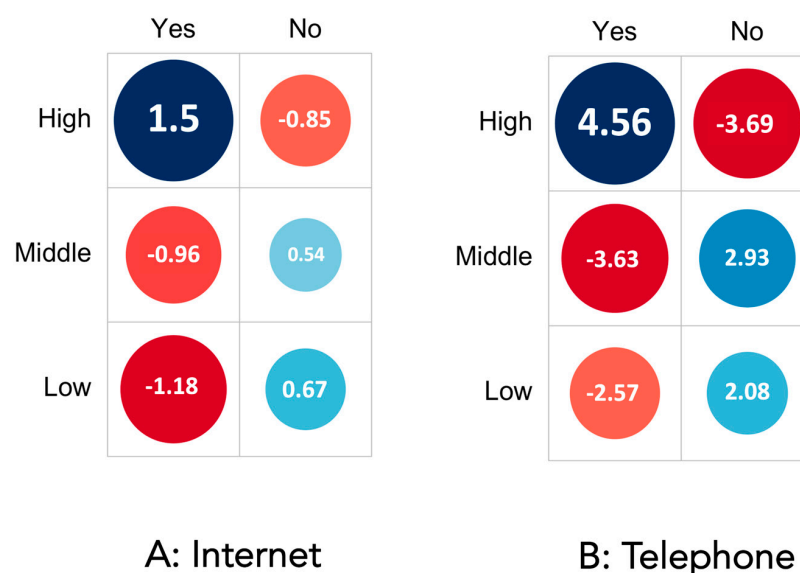 Yes No
High 1.5 -0.85
Middle -0.96 0.54
Low -1.18 0.67
A: Internet
Yes No
High 4.56 -3.69
Middle -3.63 2.93
Low -2.57 2.08
B: Telephone